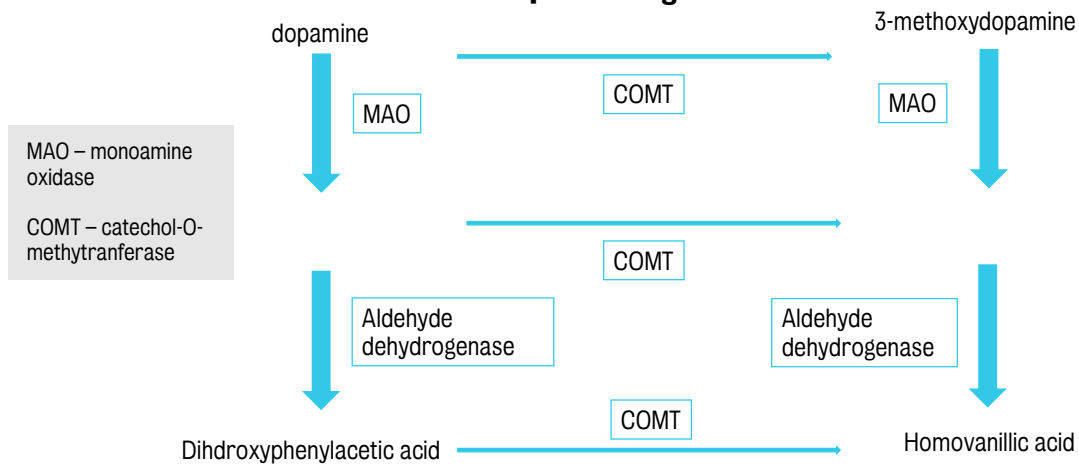 dopamine
3-methoxydopamine
COMT
MAO
MAO
MAO – monoamine
oxidase
COMT – catechol-O-
methytranferase
COMT
Aldehyde
dehydrogenase
Aldehyde
dehydrogenase
COMT
Dihdroxyphenylacetic acid
Homovanillic acid